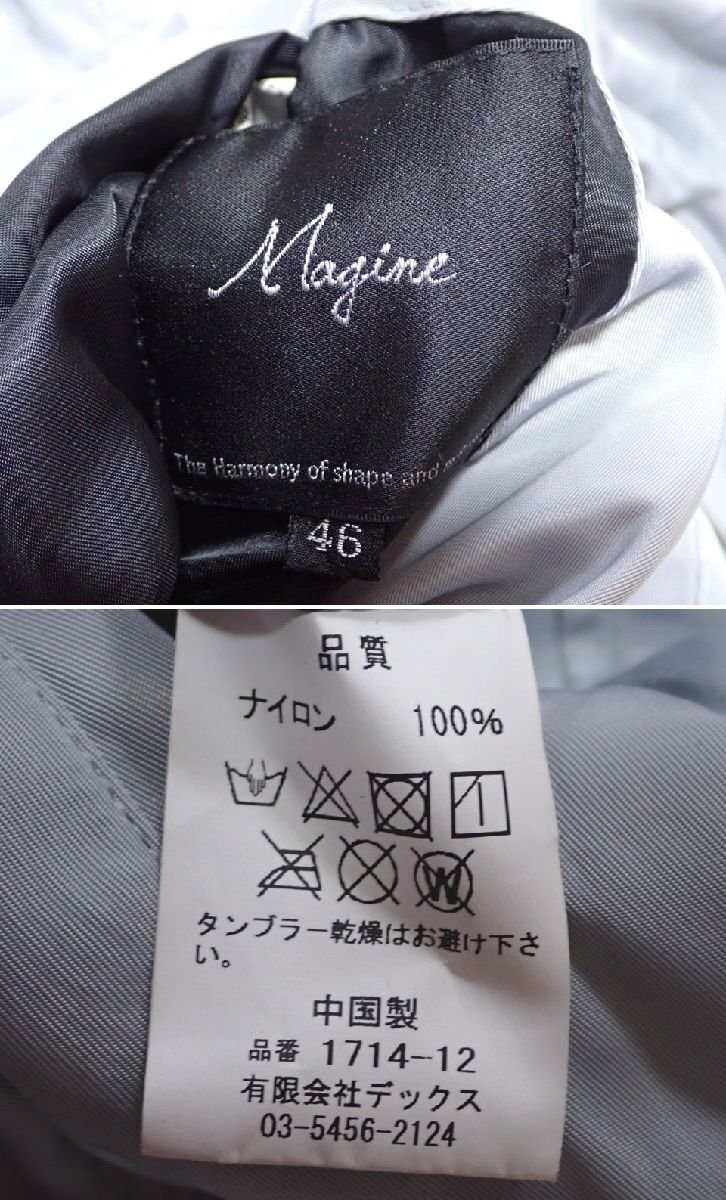 Magine
The Harmony of shape and
46
品質
ナイロン 100%
W
タンブラー乾燥はお避け下さ
い。
中国製
品番 1714-12
有限会社デックス
03-5456-2124